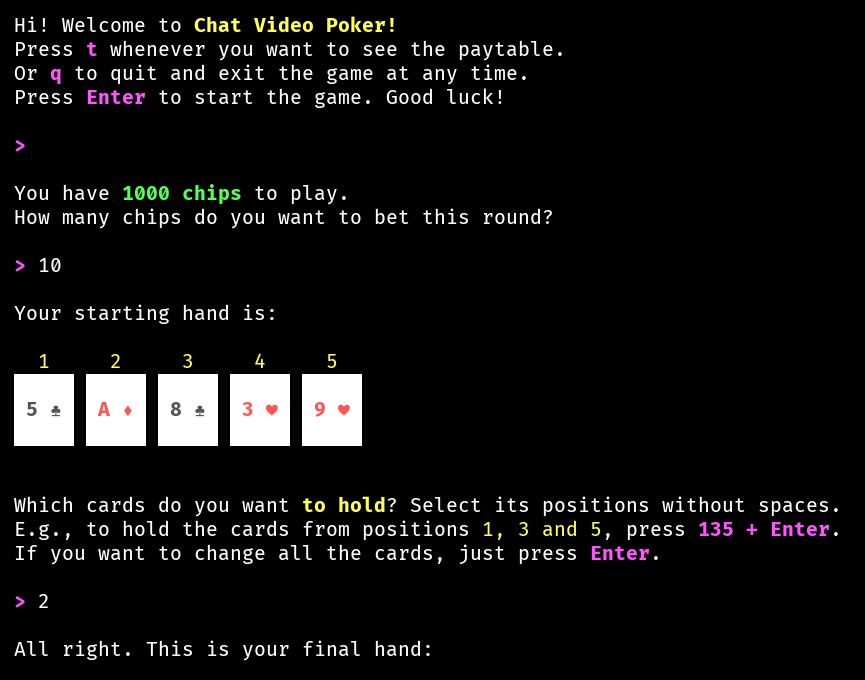 Hi! Welcome to Chat Video Poker!
Press t whenever you want to see the paytable.
Or q to quit and exit the game at any time.
Press Enter to start the game. Good luck!
>
You have 1000 chips to play.
How many chips do you want to bet this round?
> 10
Your starting hand is:
1 2 3 4 5
5 ♣ A ♦ 8 ♣ 3 ♥ 9 ♥
Which cards do you want to hold? Select its positions without spaces.
E.g., to hold the cards from positions 1, 3 and 5, press 135 + Enter.
If you want to change all the cards, just press Enter.
> 2
All right. This is your final hand: